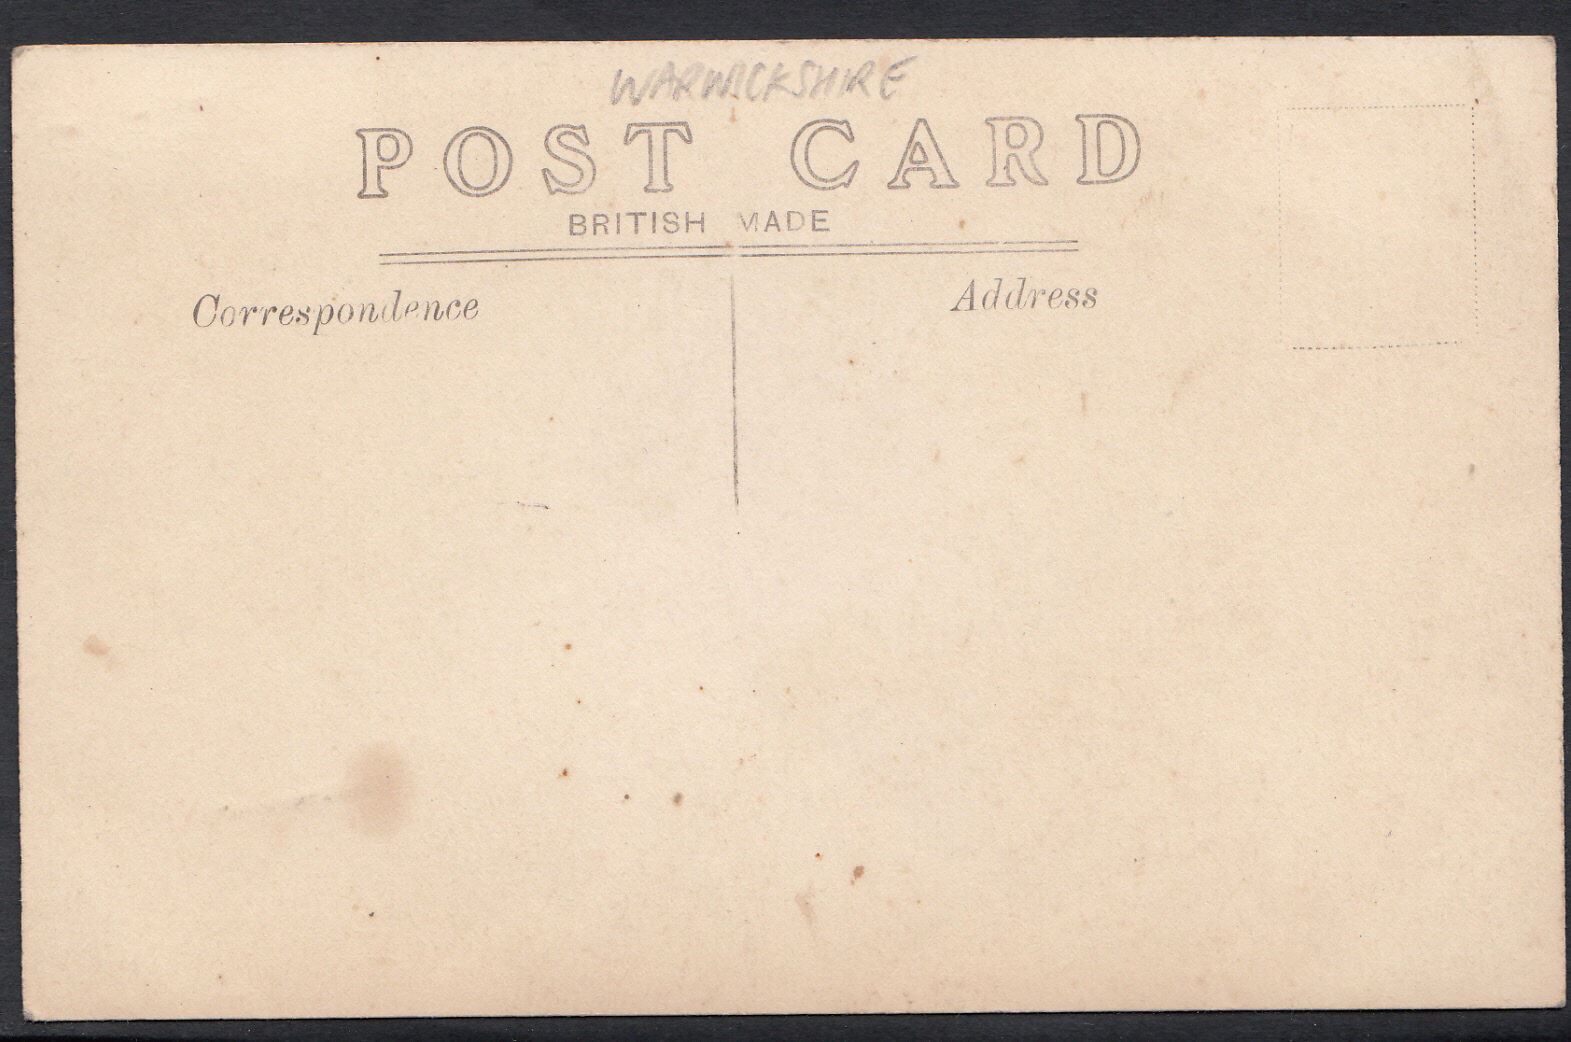 WARWICKSHIRE
POST CARD
BRITISH MADE
Correspondence
Address